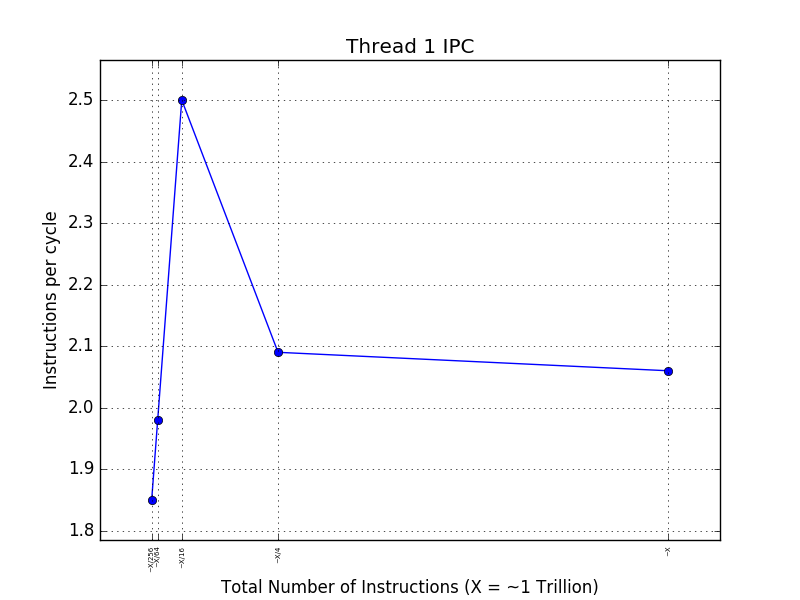 Thread 1 IPC
2.5
2.4
2.3
2.2
2.1
2.0
1.9
1.8
Instructions per cycle
~X/256
~X/64
~X/16
~X/4
~X
Total Number of Instructions (X = ~1 Trillion)